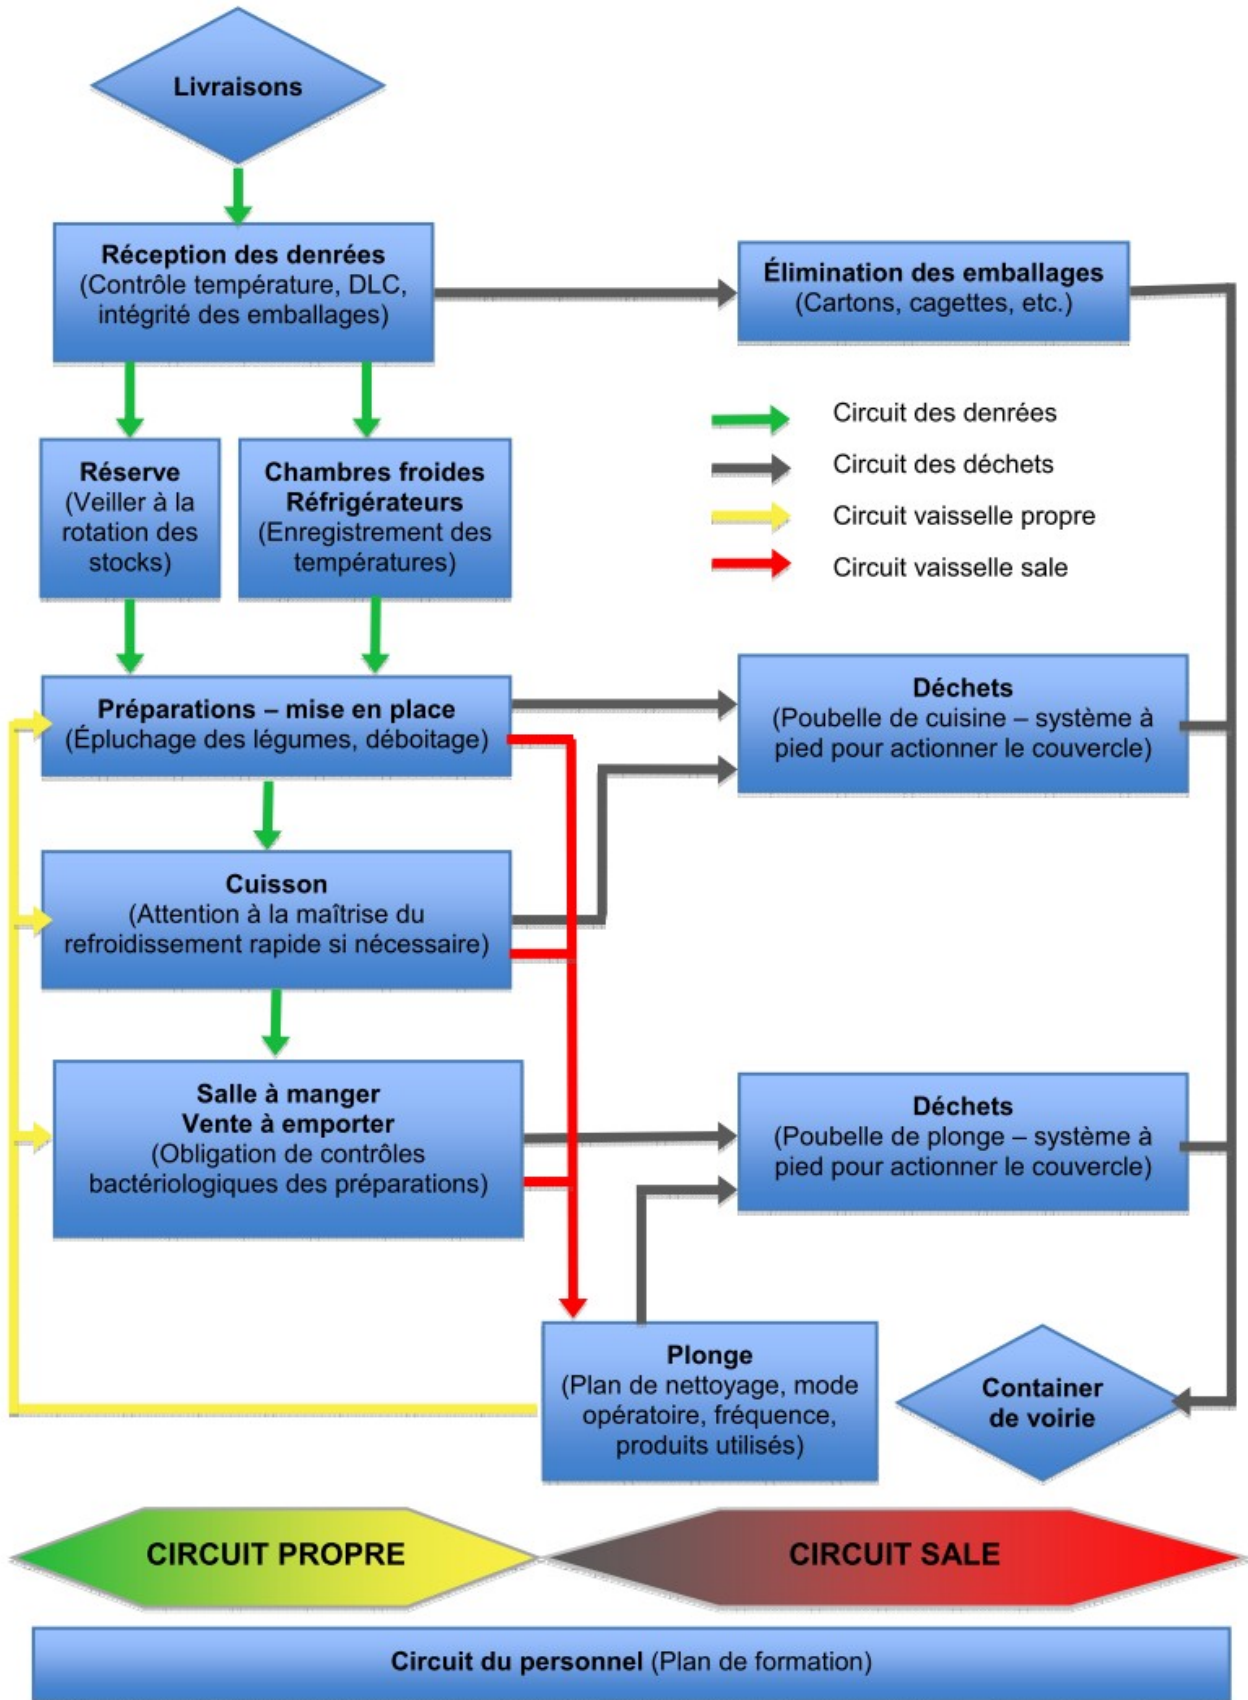 Livraisons
Réception des denrées
(Contrôle température, DLC,
intégrité des emballages)
Élimination des emballages
(Cartons, cagettes, etc.)
Circuit des denrées
Circuit des déchets
Circuit vaisselle propre
Circuit vaisselle sale
Réserve
(Veiller à la
rotation des
stocks)
Chambres froides
Réfrigérateurs
(Enregistrement des
températures)
Préparations – mise en place
(Épluchage des légumes, déboitage)
Déchets
(Poubelle de cuisine – système à
pied pour actionner le couvercle)
Cuisson
(Attention à la maîtrise du
refroidissement rapide si nécessaire)
Salle à manger
Vente à emporter
(Obligation de contrôles
bactériologiques des préparations)
Déchets
(Poubelle de plonge – système à
pied pour actionner le couvercle)
Plonge
(Plan de nettoyage, mode
opératoire, fréquence,
produits utilisés)
Container
de voirie
CIRCUIT PROPRE
CIRCUIT SALE
Circuit du personnel (Plan de formation)